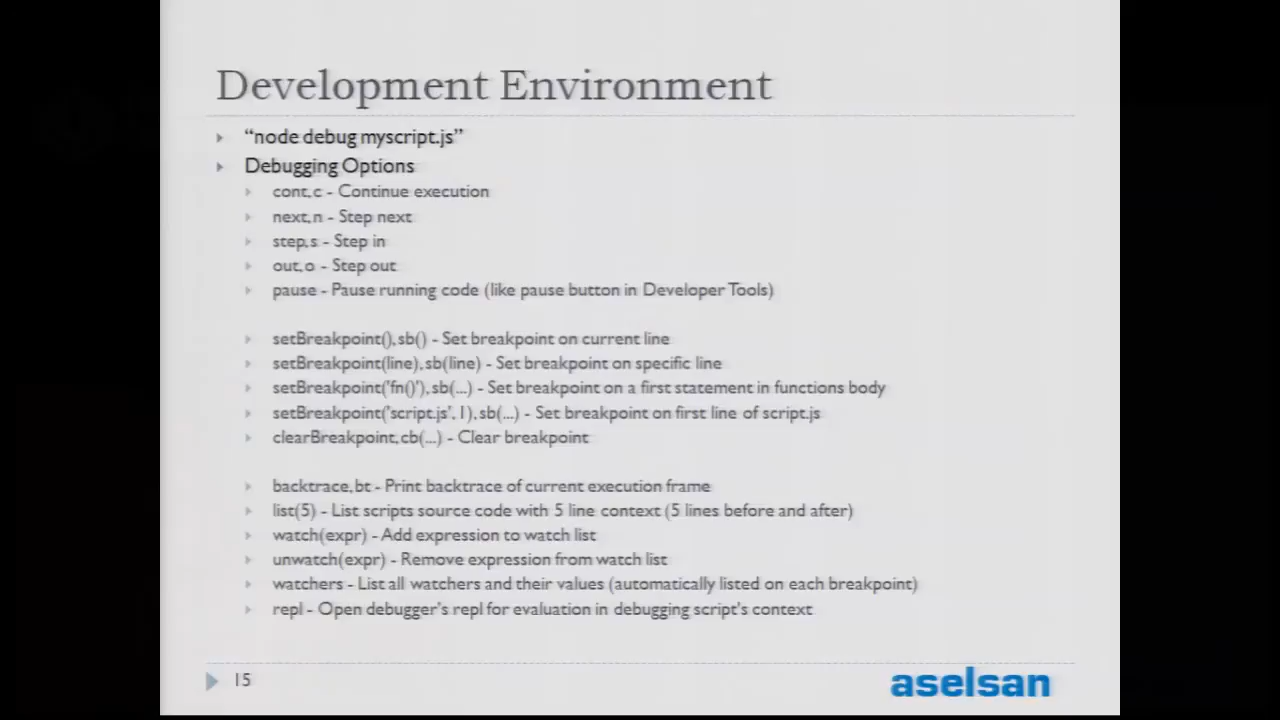 Development Environment
“node debug myscript.js”
Debugging Options
cont, c - Continue execution
next, n - Step next
step, s - Step in
out, o - Step out
pause - Pause running code (like pause button in Developer Tools)
setBreakpoint(), sb() - Set breakpoint on current line
setBreakpoint(line), sb(line) - Set breakpoint on specific line
setBreakpoint('fn()'), sb(...) - Set breakpoint on a first statement in functions body
setBreakpoint('script.js', 1), sb(...) - Set breakpoint on first line of script.js
clearBreakpoint, cb(...) - Clear breakpoint
backtrace, bt - Print backtrace of current execution frame
list(5) - List scripts source code with 5 line context (5 lines before and after)
watch(expr) - Add expression to watch list
unwatch(expr) - Remove expression from watch list
watchers - List all watchers and their values (automatically listed on each breakpoint)
repl - Open debugger's repl for evaluation in debugging script's context
15
aselsan